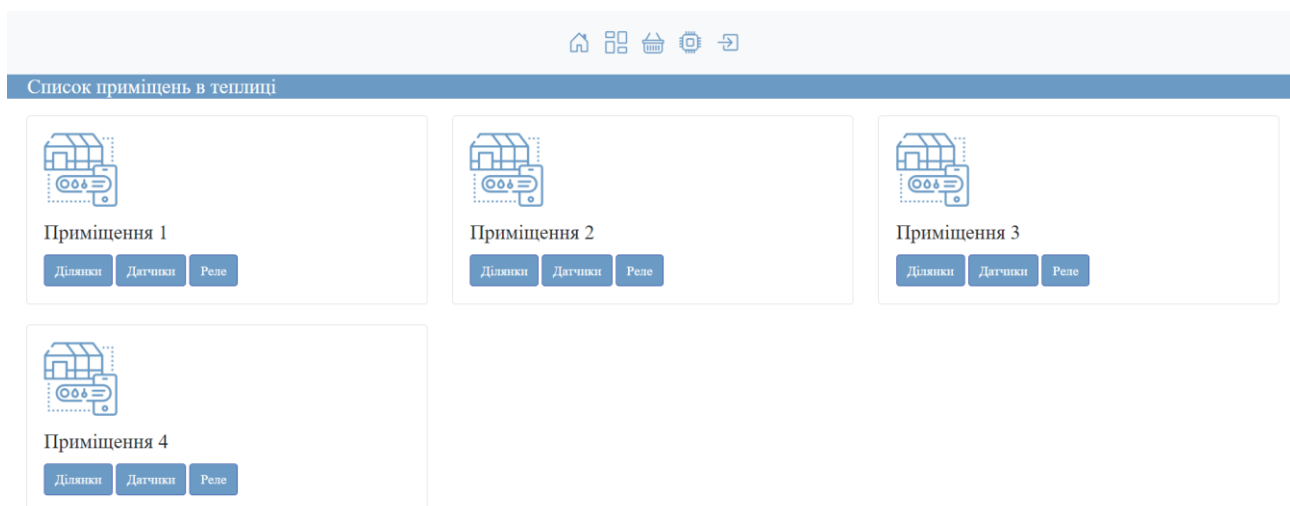 Список приміщень в теплиці
Приміщення 1
Ділянки Датчики Реле
Приміщення 2
Ділянки Датчики Реле
Приміщення 3
Ділянки Датчики Реле
Приміщення 4
Ділянки Датчики Реле